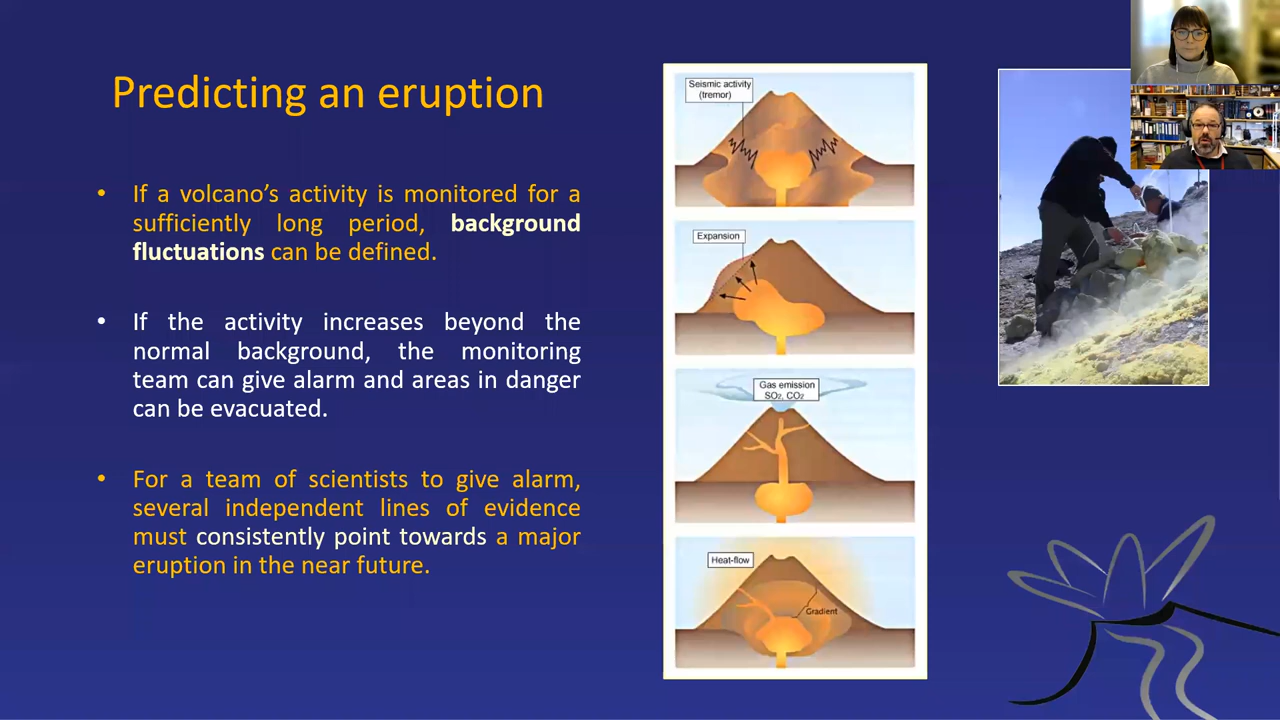 Predicting an eruption
• If a volcano’s activity is monitored for a
sufficiently long period, background
fluctuations can be defined.
• If the activity increases beyond the
normal background, the monitoring
team can give alarm and areas in danger
can be evacuated.
• For a team of scientists to give alarm,
several independent lines of evidence
must consistently point towards a major
eruption in the near future.
Seismic activity
(tremor)
Expansion
Gas emission
SO₂, CO₂
Heat-flow
Gradient